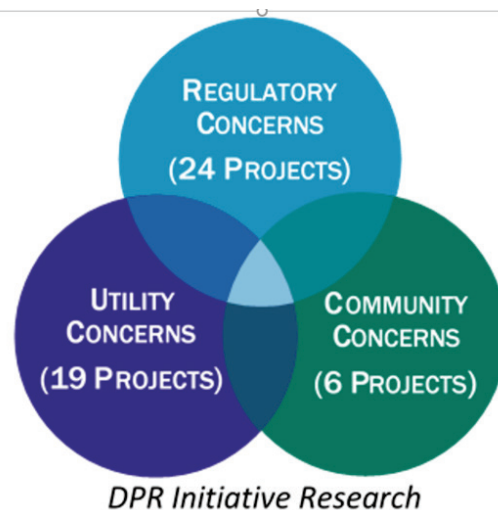 REGULATORY
CONCERNS
(24 PROJECTS)
UTILITY
CONCERNS
(19 PROJECTS)
COMMUNITY
CONCERNS
(6 PROJECTS)
DPR Initiative Research